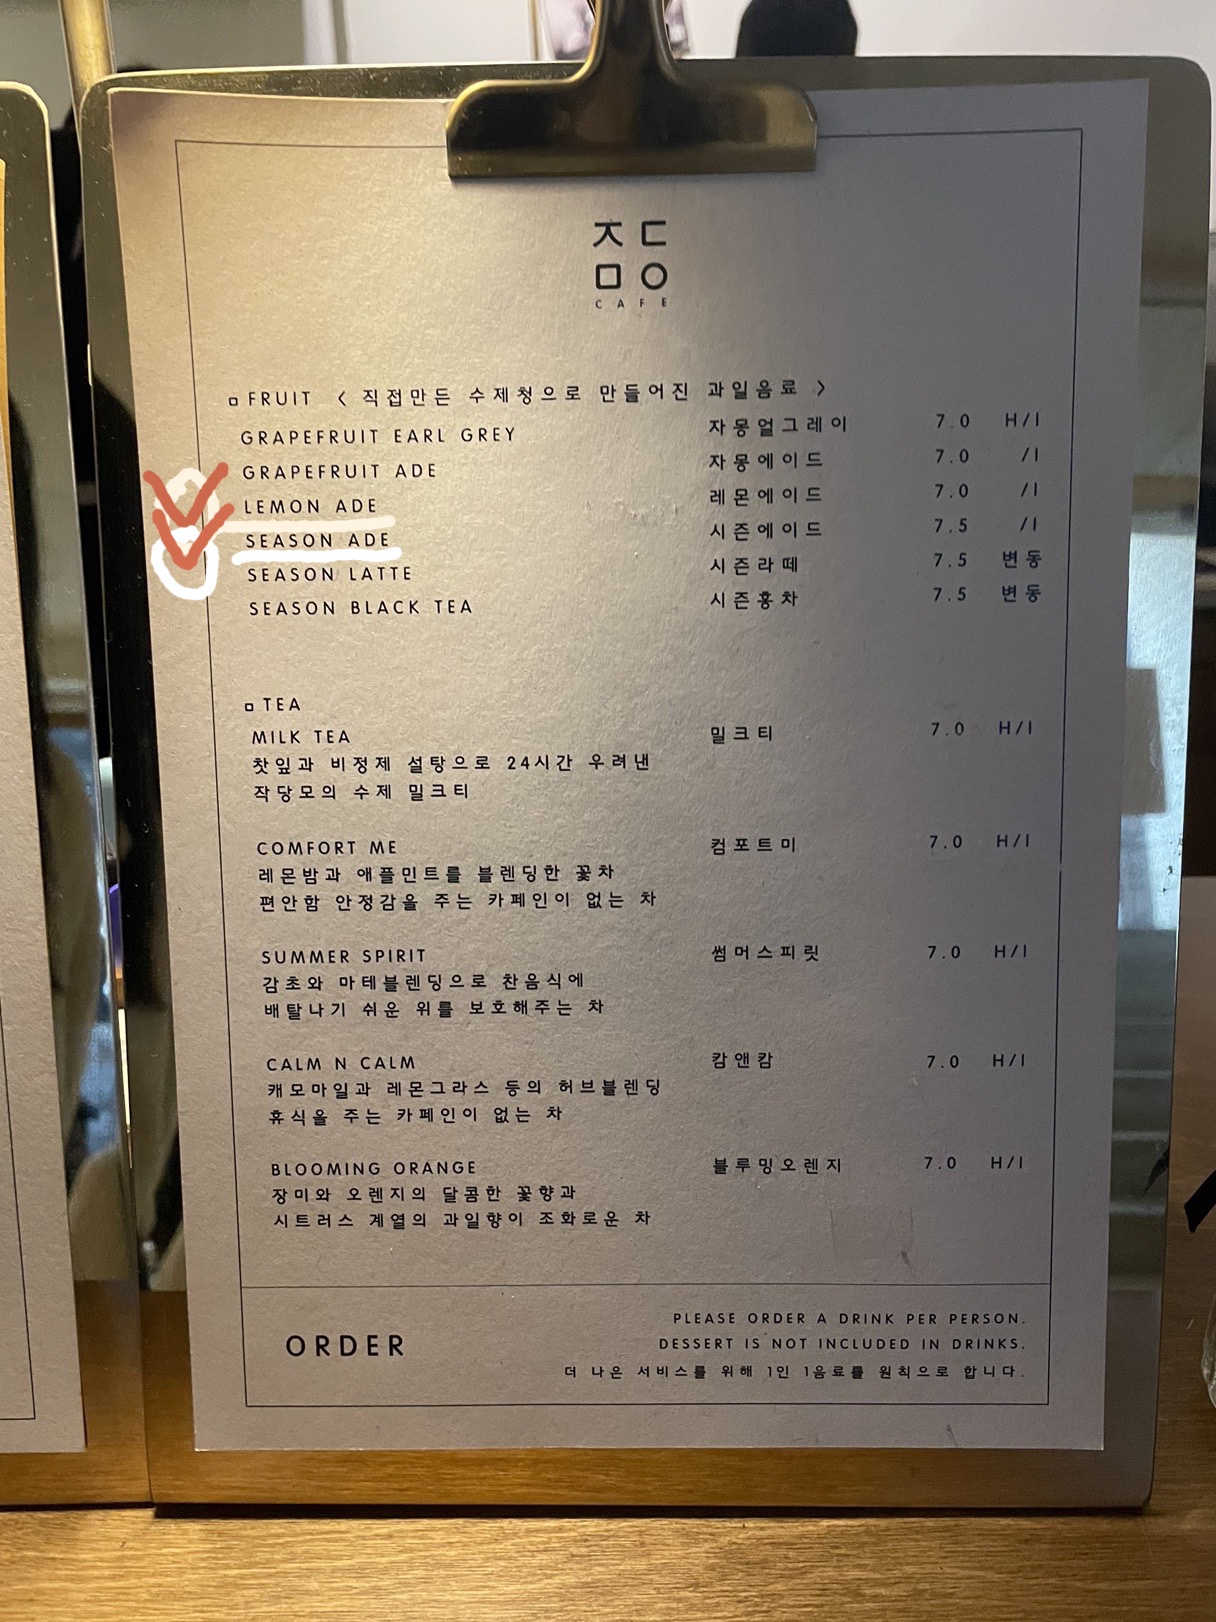 ㅈㄷ
ㅁㅇ
CAFE
FRUIT < 직접만든 수제청으로 만들어진 과일음료 >
GRAPEFRUIT EARL GREY 자몽얼그레이 7.0 H/I
GRAPEFRUIT ADE 자몽에이드 7.0 /I
LEMON ADE 레몬에이드 7.0 /I
SEASON ADE 시즌에이드 7.5 /I
SEASON LATTE 시즌라떼 7.5 변동
SEASON BLACK TEA 시즌홍차 7.5 변동
TEA
MILK TEA 밀크티 7.0 H/I
찻잎과 비정제 설탕으로 24시간 우려낸
작당모의 수제 밀크티
COMFORT ME 컴포트미 7.0 H/I
레몬밤과 애플민트를 블렌딩한 꽃차
편안함 안정감을 주는 카페인이 없는 차
SUMMER SPIRIT 썸머스피릿 7.0 H/I
감초와 마테블렌딩으로 찬음식에
배탈나기 쉬운 위를 보호해주는 차
CALM N CALM 캄앤캄 7.0 H/I
캐모마일과 레몬그라스 등의 허브블렌딩
휴식을 주는 카페인이 없는 차
BLOOMING ORANGE 블루밍오렌지 7.0 H/I
장미와 오렌지의 달콤한 꽃향과
시트러스 계열의 과일향이 조화로운 차
ORDER
PLEASE ORDER A DRINK PER PERSON.
DESSERT IS NOT INCLUDED IN DRINKS.
더 나은 서비스를 위해 1인 1음료를 원칙으로 합니다.